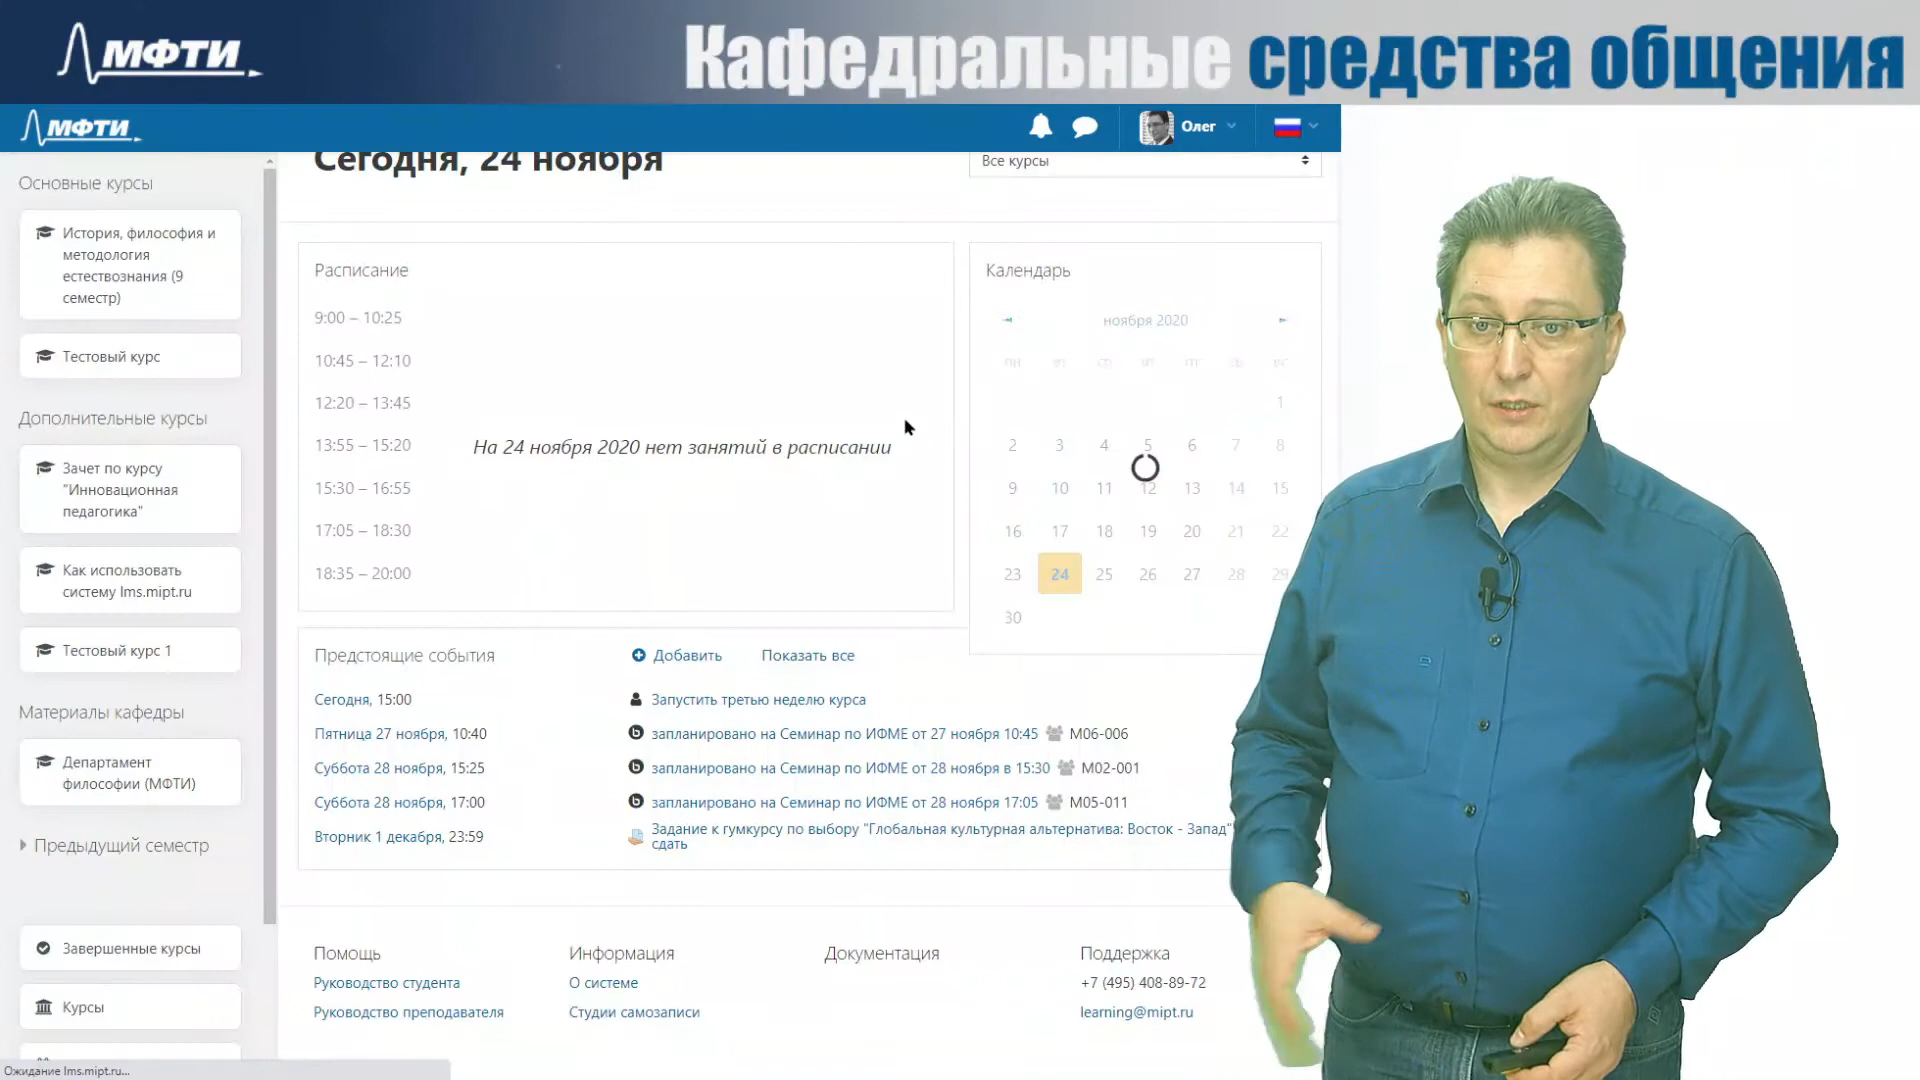 МФТИ
Кафедральные средства общения
МФТИ
Олег
Сегодня, 24 ноября
Все курсы
Основные курсы
История, философия и
методология
естествознания (9
семестр)
Тестовый курс
Дополнительные курсы
Зачет по курсу
"Инновационная
педагогика"
Как использовать
систему lms.mipt.ru
Тестовый курс 1
Материалы кафедры
Департамент
философии (МФТИ)
Предыдущий семестр
Завершенные курсы
Курсы
Расписание
9:00 – 10:25
10:45 – 12:10
12:20 – 13:45
13:55 – 15:20
15:30 – 16:55
17:05 – 18:30
18:35 – 20:00
На 24 ноября 2020 нет занятий в расписании
Календарь
ноября 2020
пн вт ср чт пт сб вс
1
2 3 4 5 6 7 8
9 10 11 12 13 14 15
16 17 18 19 20 21 22
23 24 25 26 27 28 29
30
Предстоящие события
Добавить Показать все
Сегодня, 15:00 Запустить третью неделю курса
Пятница 27 ноября, 10:40 запланировано на Семинар по ИФМЕ от 27 ноября 10:45 М06-006
Суббота 28 ноября, 15:25 запланировано на Семинар по ИФМЕ от 28 ноября в 15:30 М02-001
Суббота 28 ноября, 17:00 запланировано на Семинар по ИФМЕ от 28 ноября 17:05 М05-011
Вторник 1 декабря, 23:59 Задание к гумкурсу по выбору "Глобальная культурная альтернатива: Восток - Запад"
сдать
Помощь
Руководство студента
Руководство преподавателя
Информация
О системе
Студии самозаписи
Документация
Поддержка
+7 (495) 408-89-72
learning@mipt.ru
Ожидание lms.mipt.ru...